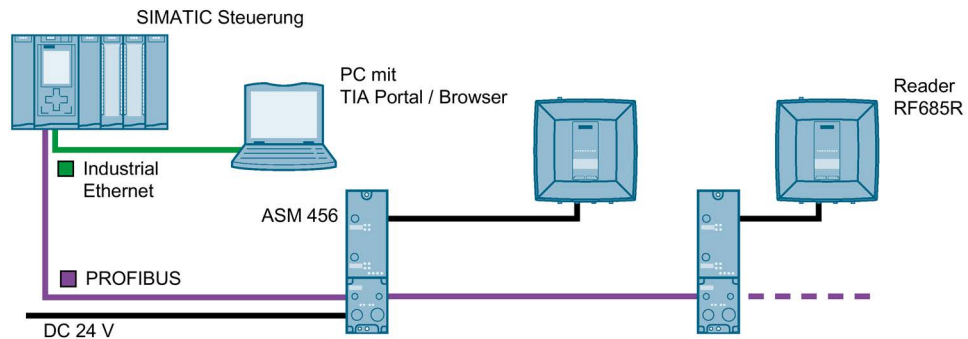 SIMATIC Steuerung
PC mit
TIA Portal / Browser
Reader
RF685R
Industrial
Ethernet
ASM 456
PROFIBUS
DC 24 V